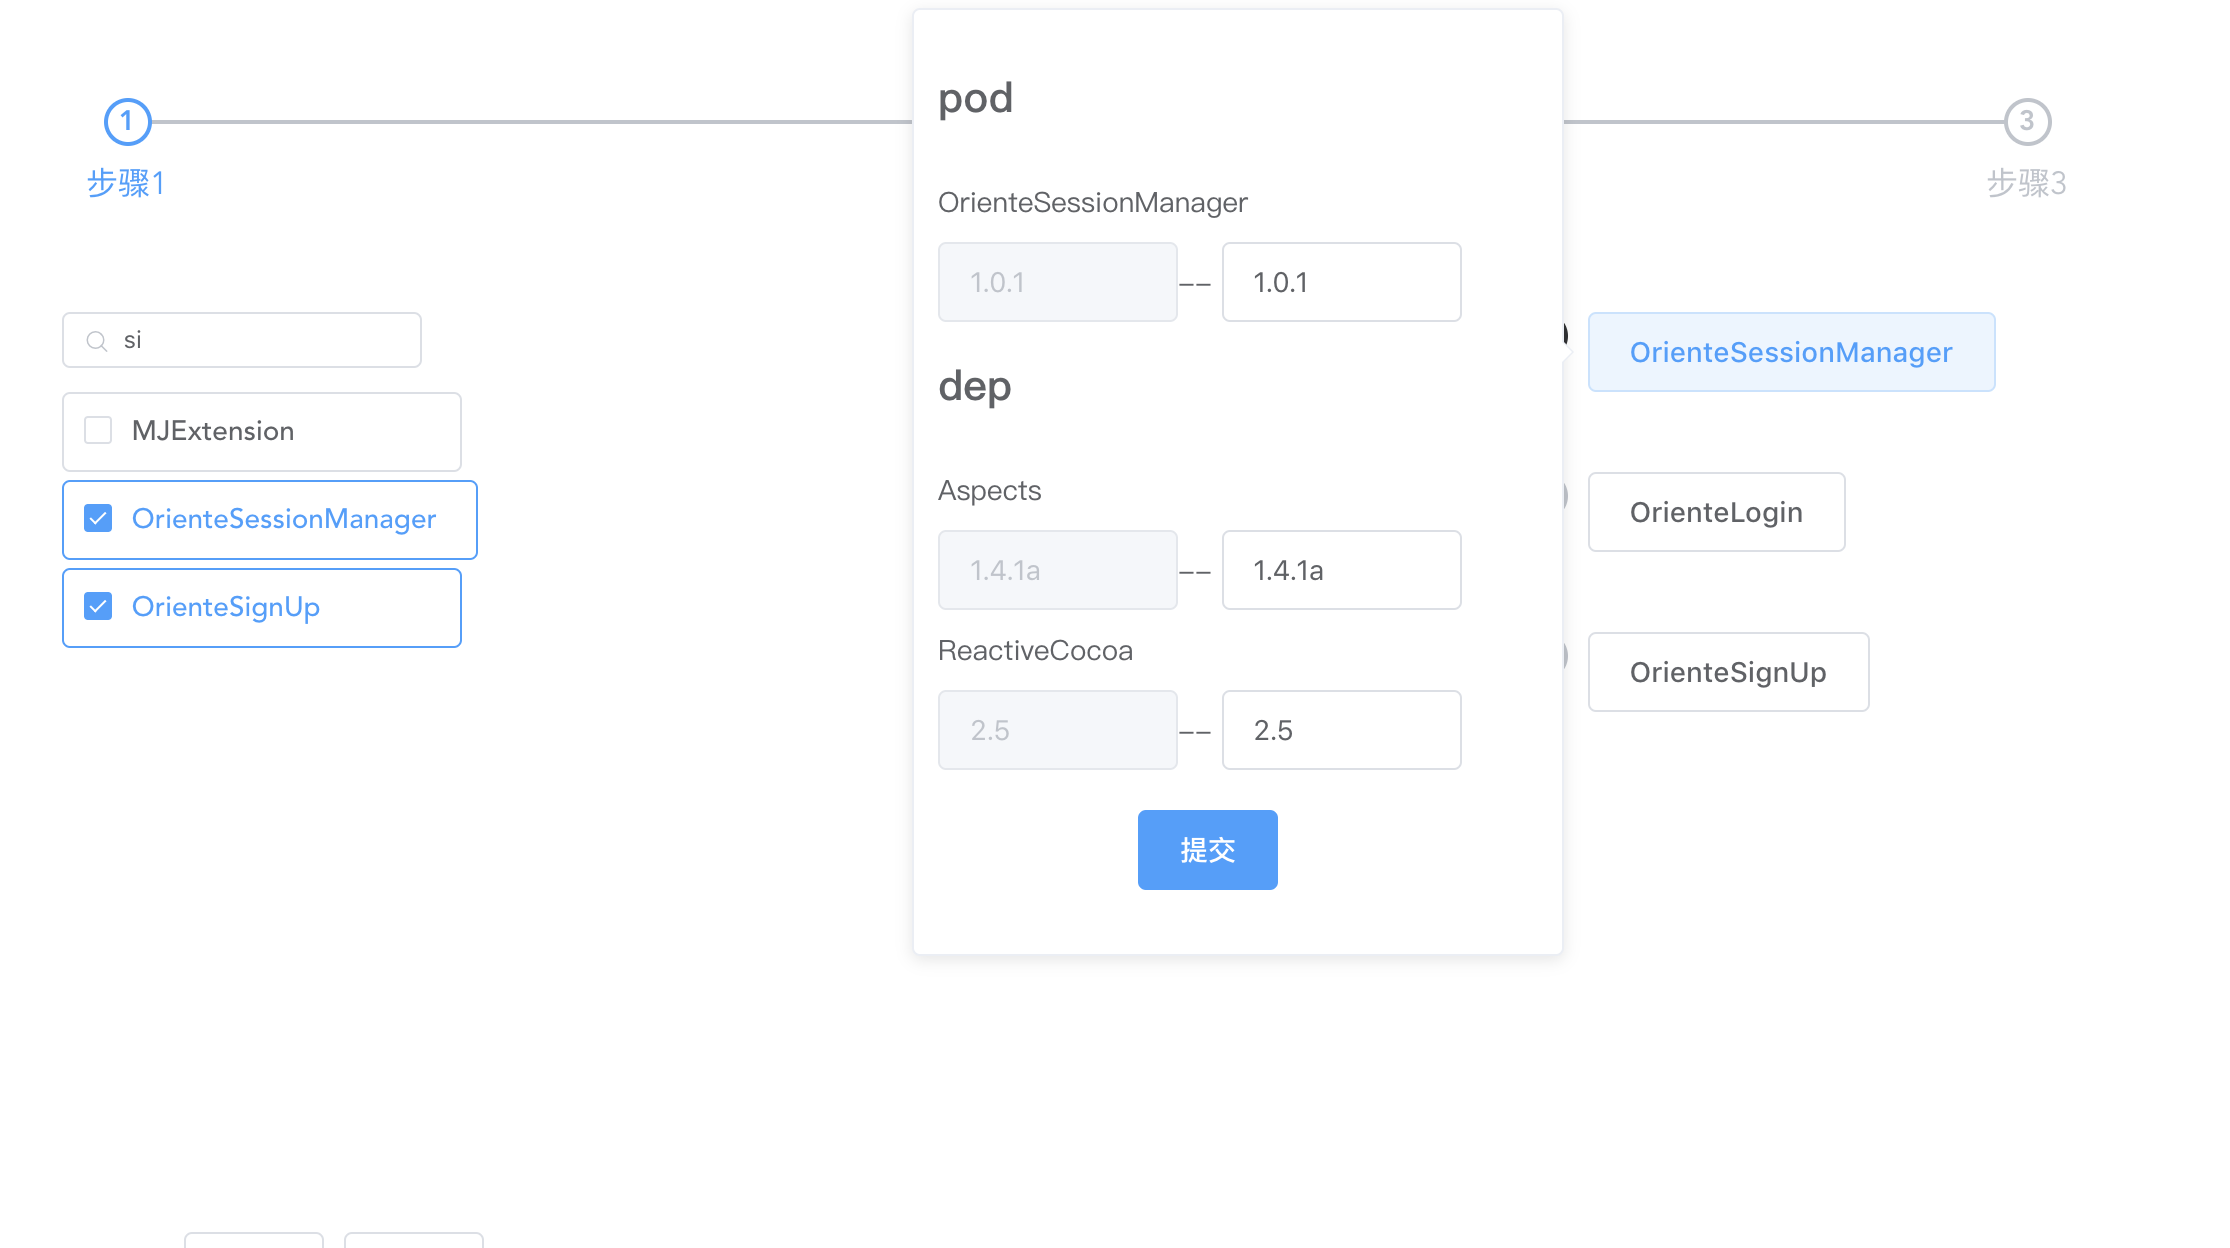 1
步骤1
3
步骤3
si
MJExtension
OrienteSessionManager
OrienteSignUp
pod
OrienteSessionManager
1.0.1 -- 1.0.1
dep
Aspects
1.4.1a -- 1.4.1a
ReactiveCocoa
2.5 -- 2.5
提交
OrienteSessionManager
OrienteLogin
OrienteSignUp